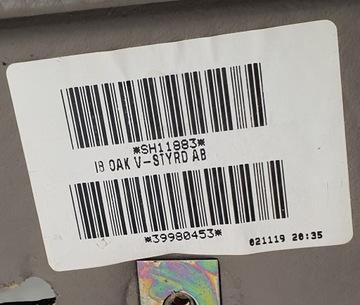 *SH11883*
IB OAK V-STYRD AB
*39980453*
021119 20:35